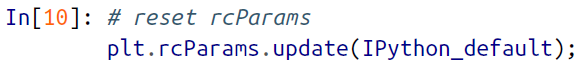 In[10]: # reset rcParams
plt.rcParams.update(IPython_default);